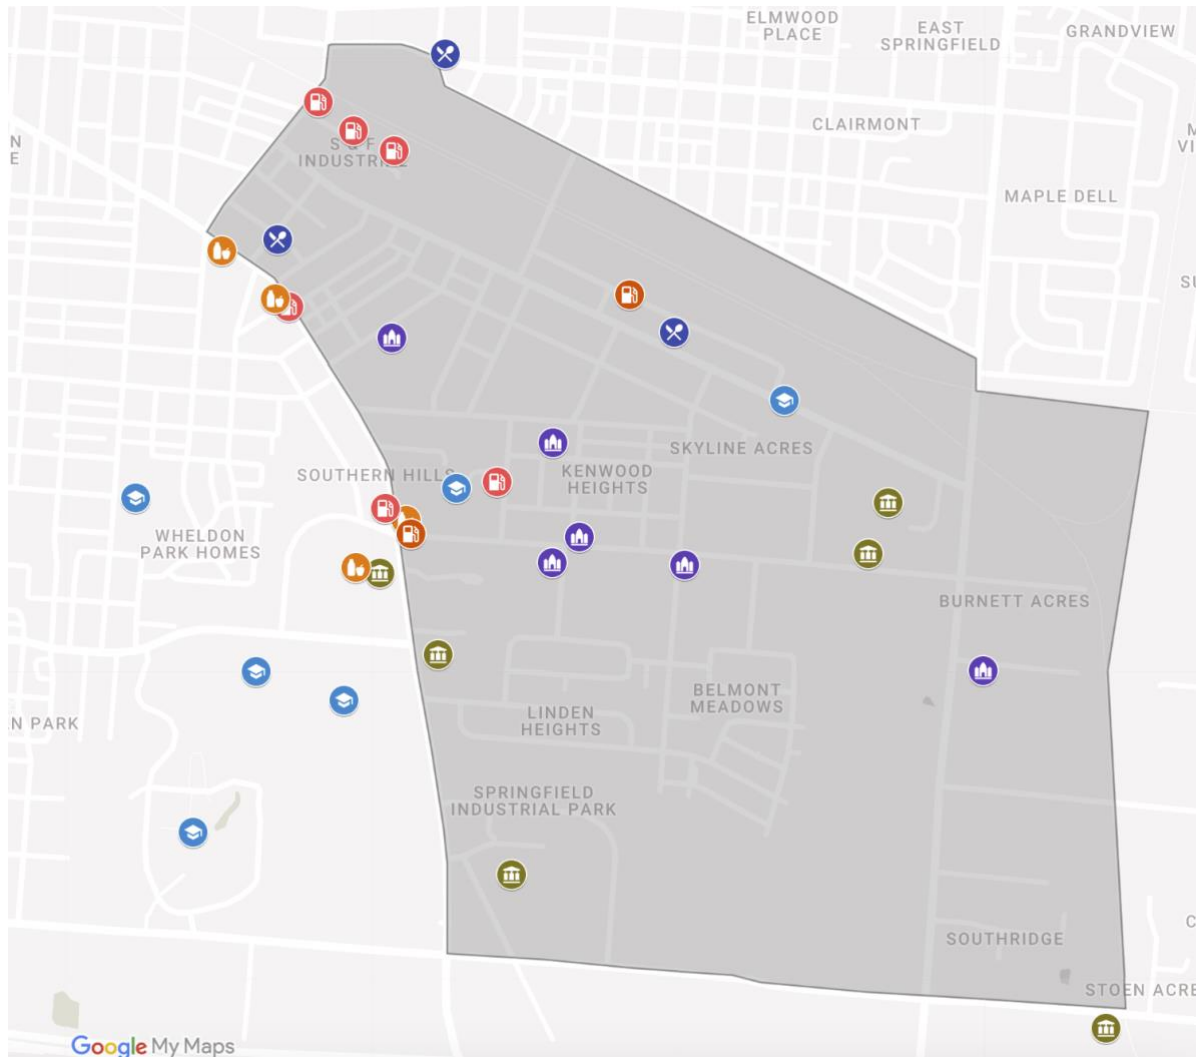 ELMWOOD
PLACE
EAST
SPRINGFIELD
GRANDVIEW
CLAIRMONT
MAPLE DELL
INDUSTR
SKYLINE ACRES
SOUTHERN HILLS
KENWOOD
HEIGHTS
WHELDON
PARK HOMES
BURNETT ACRES
BELMONT
MEADOWS
LINDEN
HEIGHTS
N PARK
SPRINGFIELD
INDUSTRIAL PARK
SOUTHRIDGE
STOEN ACRE
Google My Maps